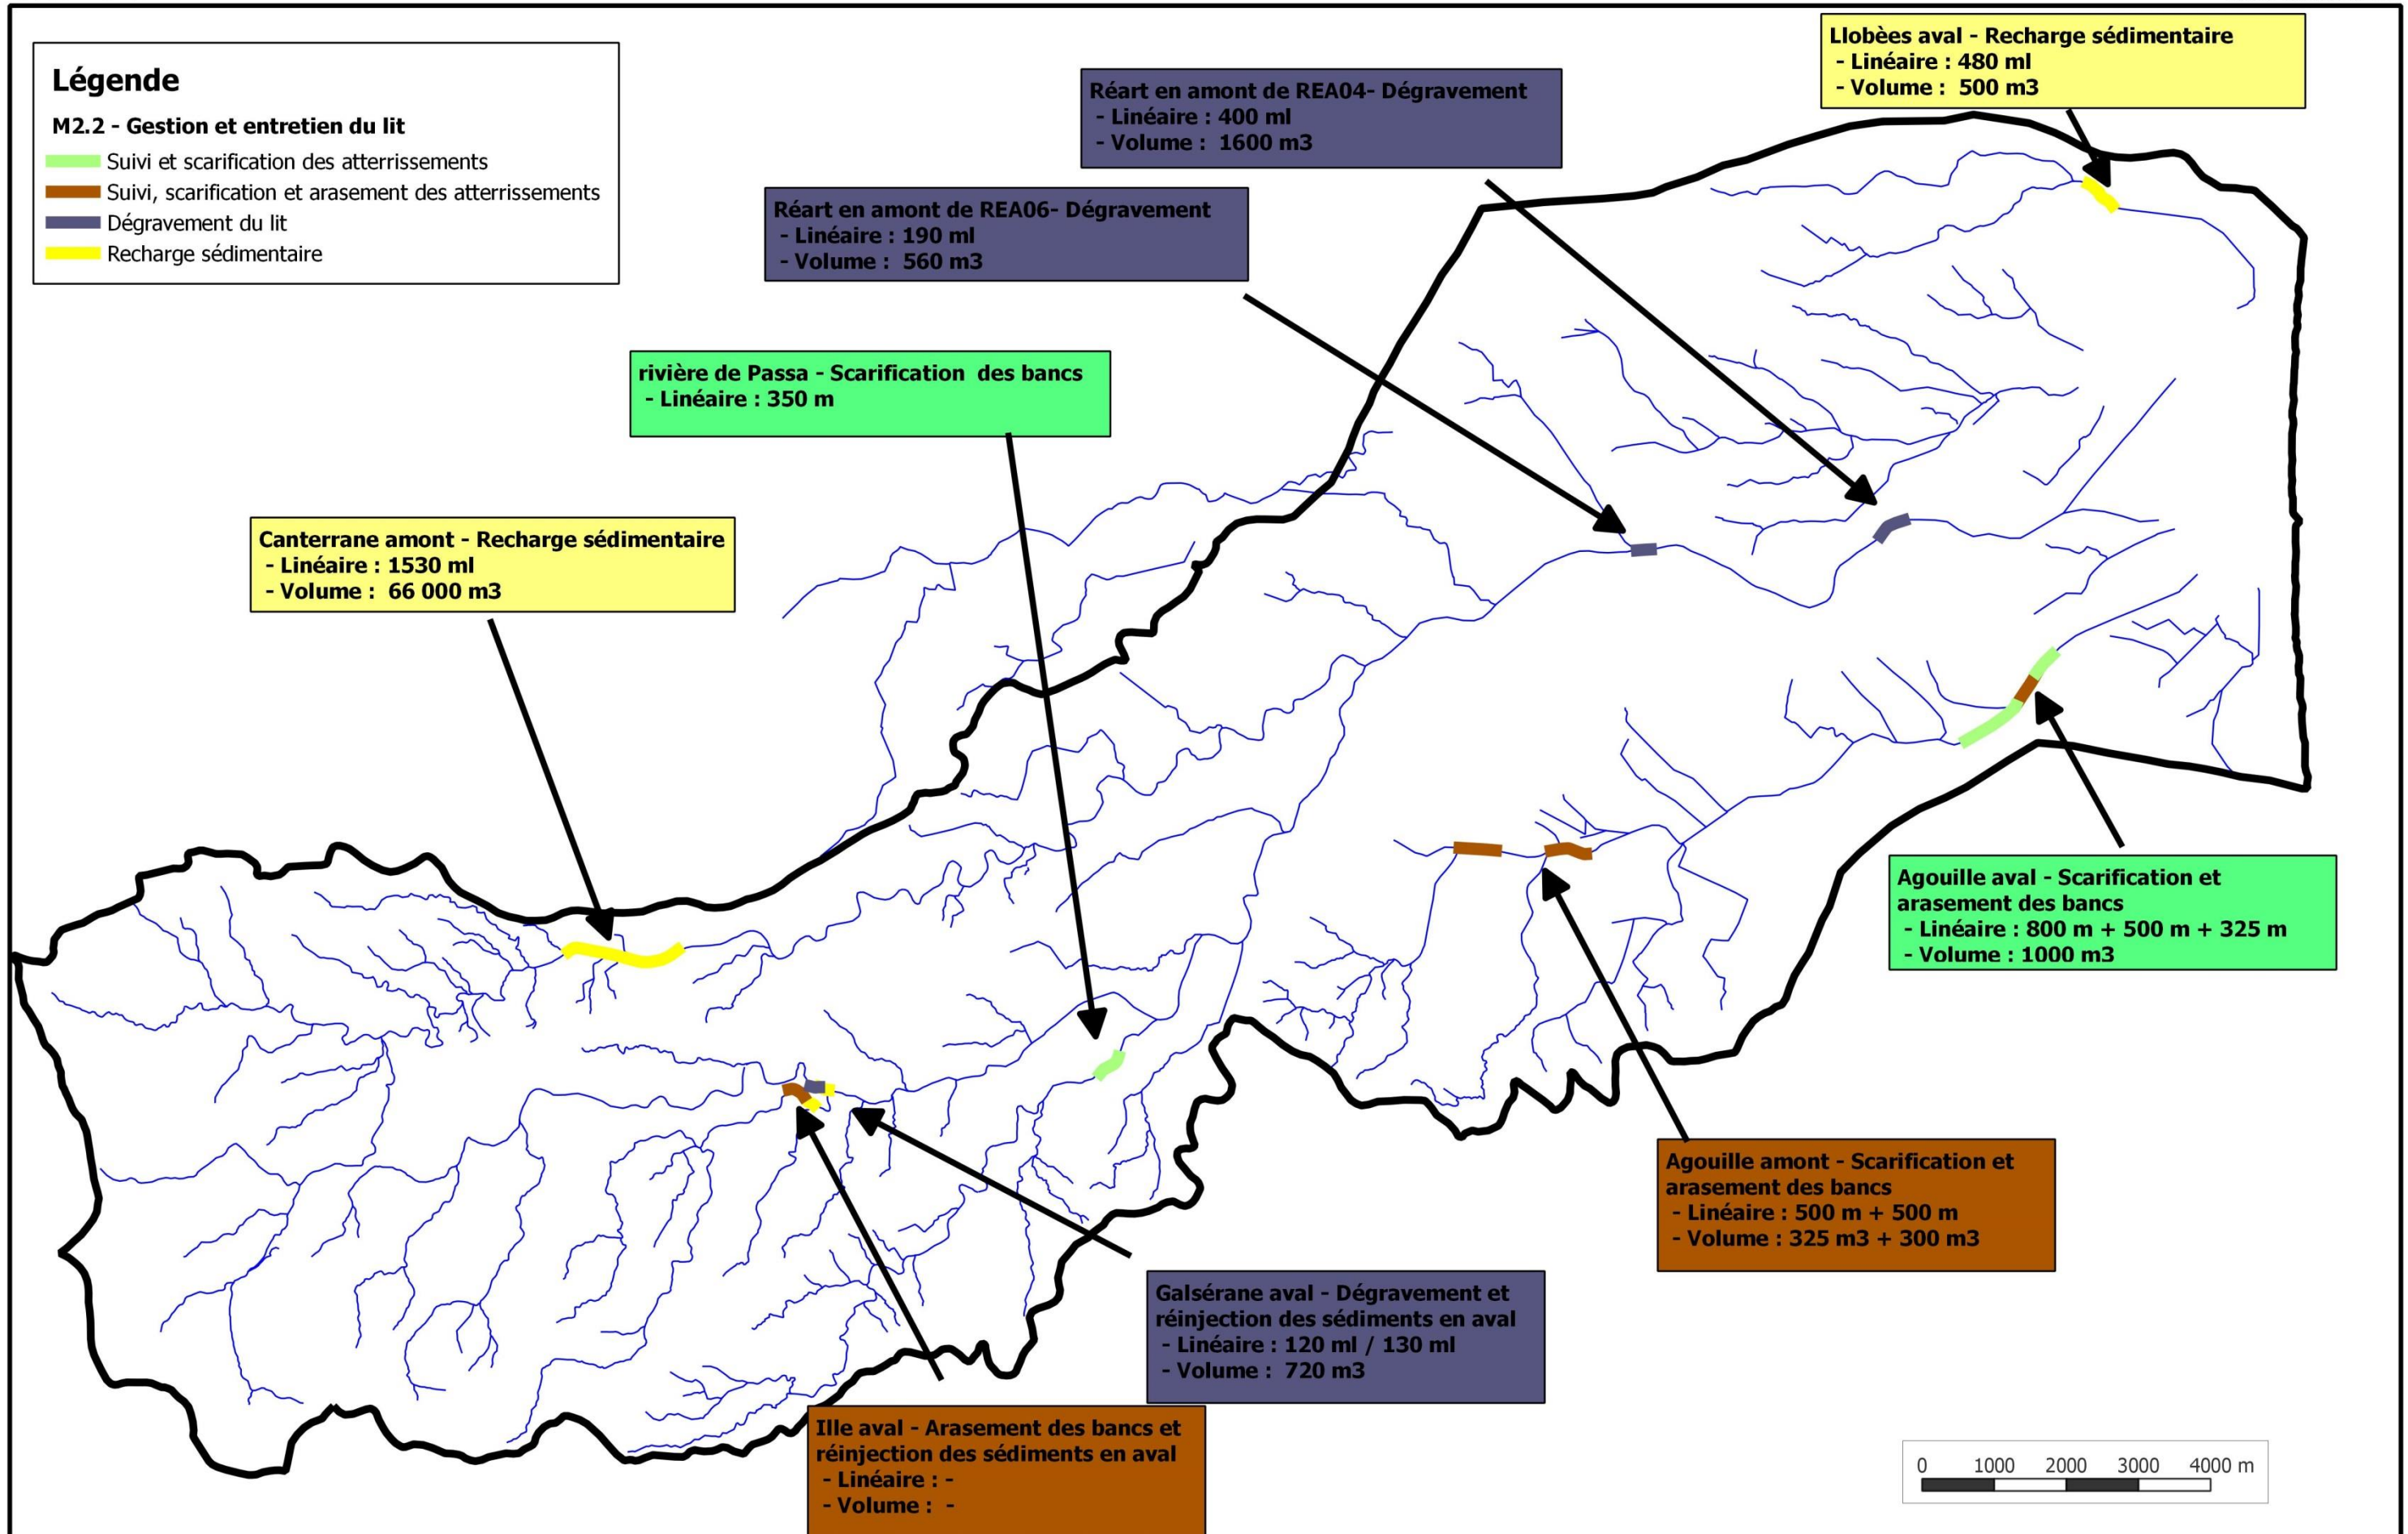 Légende
M2.2 - Gestion et entretien du lit
Suivi et scarification des atterrissements
Suivi, scarification et arasement des atterrissements
Dégravement du lit
Recharge sédimentaire
Llobèes aval - Recharge sédimentaire
- Linéaire : 480 ml
- Volume : 500 m3
Réart en amont de REA04- Dégravement
- Linéaire : 400 ml
- Volume : 1600 m3
Réart en amont de REA06- Dégravement
- Linéaire : 190 ml
- Volume : 560 m3
rivière de Passa - Scarification des bancs
- Linéaire : 350 m
Canterrane amont - Recharge sédimentaire
- Linéaire : 1530 ml
- Volume : 66 000 m3
Agouille aval - Scarification et
arasement des bancs
- Linéaire : 800 m + 500 m + 325 m
- Volume : 1000 m3
Agouille amont - Scarification et
arasement des bancs
- Linéaire : 500 m + 500 m
- Volume : 325 m3 + 300 m3
Galsérane aval - Dégravement et
réinjection des sédiments en aval
- Linéaire : 120 ml / 130 ml
- Volume : 720 m3
Ille aval - Arasement des bancs et
réinjection des sédiments en aval
- Linéaire : -
- Volume : -
0 1000 2000 3000 4000 m